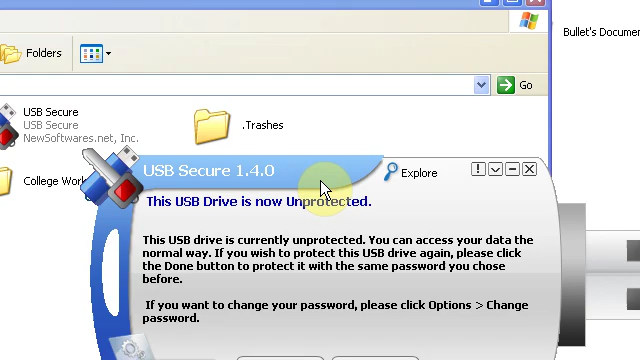 Bullet's Documen
Folders
Go
USB Secure
USB Secure
NewSoftwares.net, Inc.
.Trashes
College Work
USB Secure 1.4.0
Explore
This USB Drive is now Unprotected.
This USB drive is currently unprotected. You can access your data the
normal way. If you wish to protect this USB drive again, please click
the Done button to protect it with the same password you chose
before.
If you want to change your password, please click Options > Change
password.